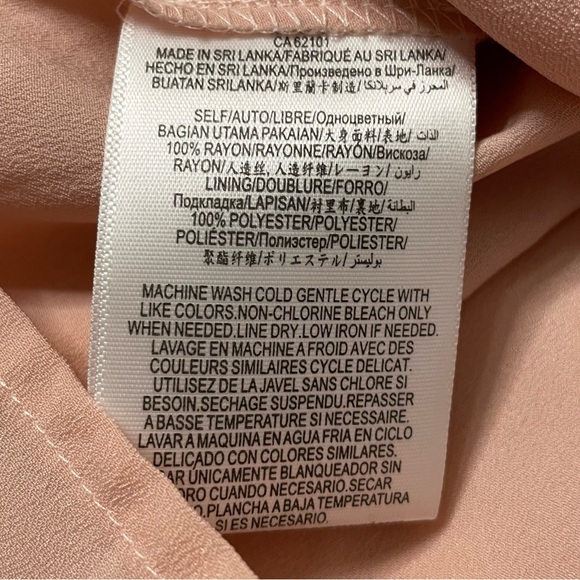 CA 62101
MADE IN SRI LANKA/FABRIQUÉ AU SRI LANKA/
HECHO EN SRI LANKA/Произведено в Шри-Ланка/
BUATAN SRILANKA/斯里蘭卡制造/المحرز في سريلانكا
SELF/AUTO/LIBRE/Одноцветный/
BAGIAN UTAMA PAKAIAN/大身面料/表地/الذات
100% RAYON/RAYONNE/RAYÓN/Вискоза/
RAYON/人造丝, 人造纤维/レーヨン/رايون
LINING/DOUBLURE/FORRO/
Подкладка/LAPISAN/衬里布/裏地/البطانة
100% POLYESTER/POLYESTER/
POLIÉSTER/Полиэстер/POLIESTER/
聚酯纤维/ポリエステル/بوليستر
MACHINE WASH COLD GENTLE CYCLE WITH
LIKE COLORS.NON-CHLORINE BLEACH ONLY
WHEN NEEDED.LINE DRY.LOW IRON IF NEEDED.
LAVAGE EN MACHINE A FROID AVEC DES
COULEURS SIMILAIRES CYCLE DELICAT.
UTILISEZ DE LA JAVEL SANS CHLORE SI
BESOIN.SECHAGE SUSPENDU.REPASSER
A BASSE TEMPERATURE SI NECESSAIRE.
LAVAR A MAQUINA EN AGUA FRIA EN CICLO
DELICADO CON COLORES SIMILARES.
AR ÚNICAMENTE BLANQUEADOR SIN
ORO CUANDO NECESARIO.SECAR
O,PLANCHA A BAJA TEMPERATURA
SI ES NECESARIO.